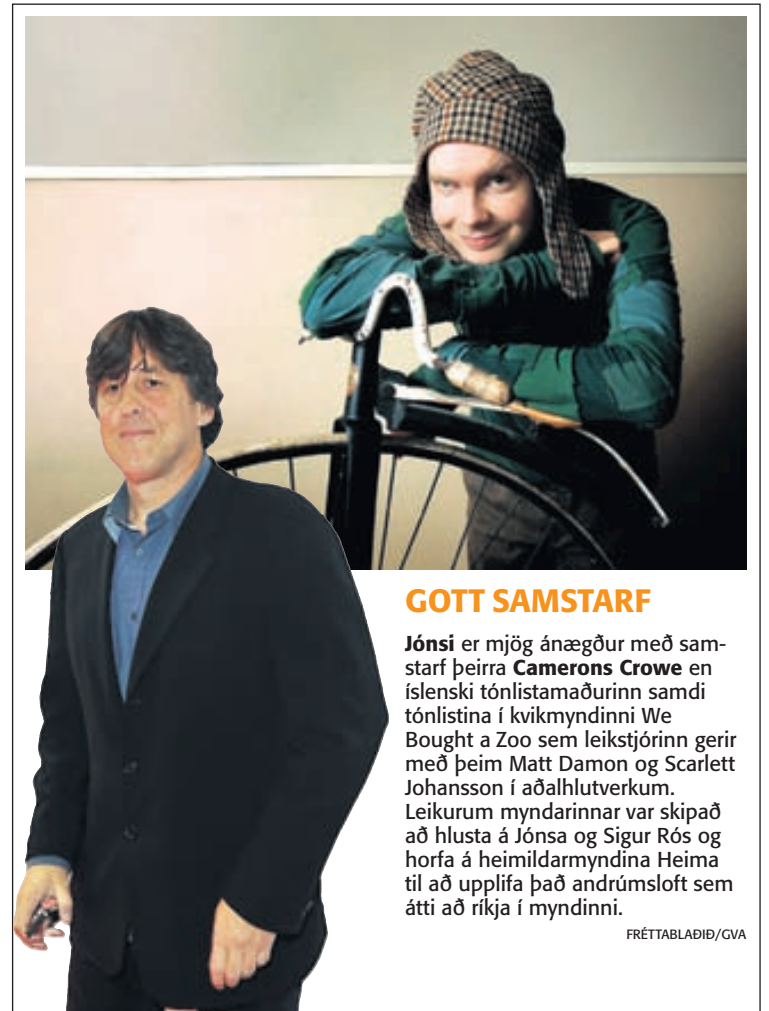 GOTT SAMSTARF
Jónsi er mjög ánægður með sam-
starf þeirra Camerons Crowe en
íslenski tónlistamaðurinn samdi
tónlistina í kvikmyndinni We
Bought a Zoo sem leikstjórinn gerir
með þeim Matt Damon og Scarlett
Johansson í aðalhlutverkum.
Leikurum myndarinnar var skipað
að hlusta á Jónsa og Sigur Rós og
horfa á heimildarmyndina Heima
til að upplifa það andrúmsloft sem
átti að ríkja í myndinni.
FRÉTTABLAÐIÐ/GVA